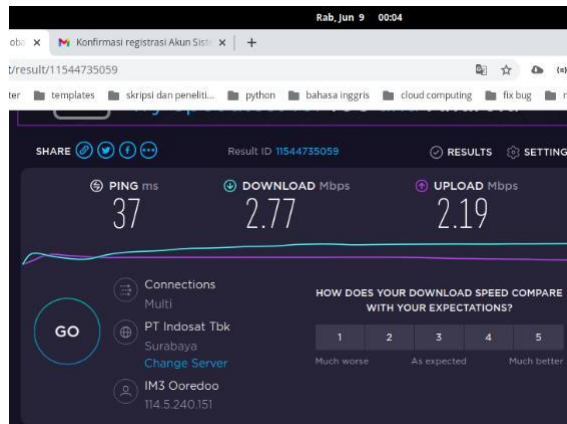 Rab, Jun 9 00:04
oba × Konfirmasi registrasi Akun Siste × +
t/result/11544735059
ter templates skripsi dan peneliti... python bahasa inggris cloud computing fix bug
SHARE Result ID 11544735059 RESULTS SETTING
PING ms DOWNLOAD Mbps UPLOAD Mbps
37 2.77 2.19
Connections
Multi
PT Indosat Tbk
Surabaya
Change Server
IM3 Ooredoo
114.5.240.151
GO
HOW DOES YOUR DOWNLOAD SPEED COMPARE
WITH YOUR EXPECTATIONS?
1 2 3 4 5
Much worse As expected Much better